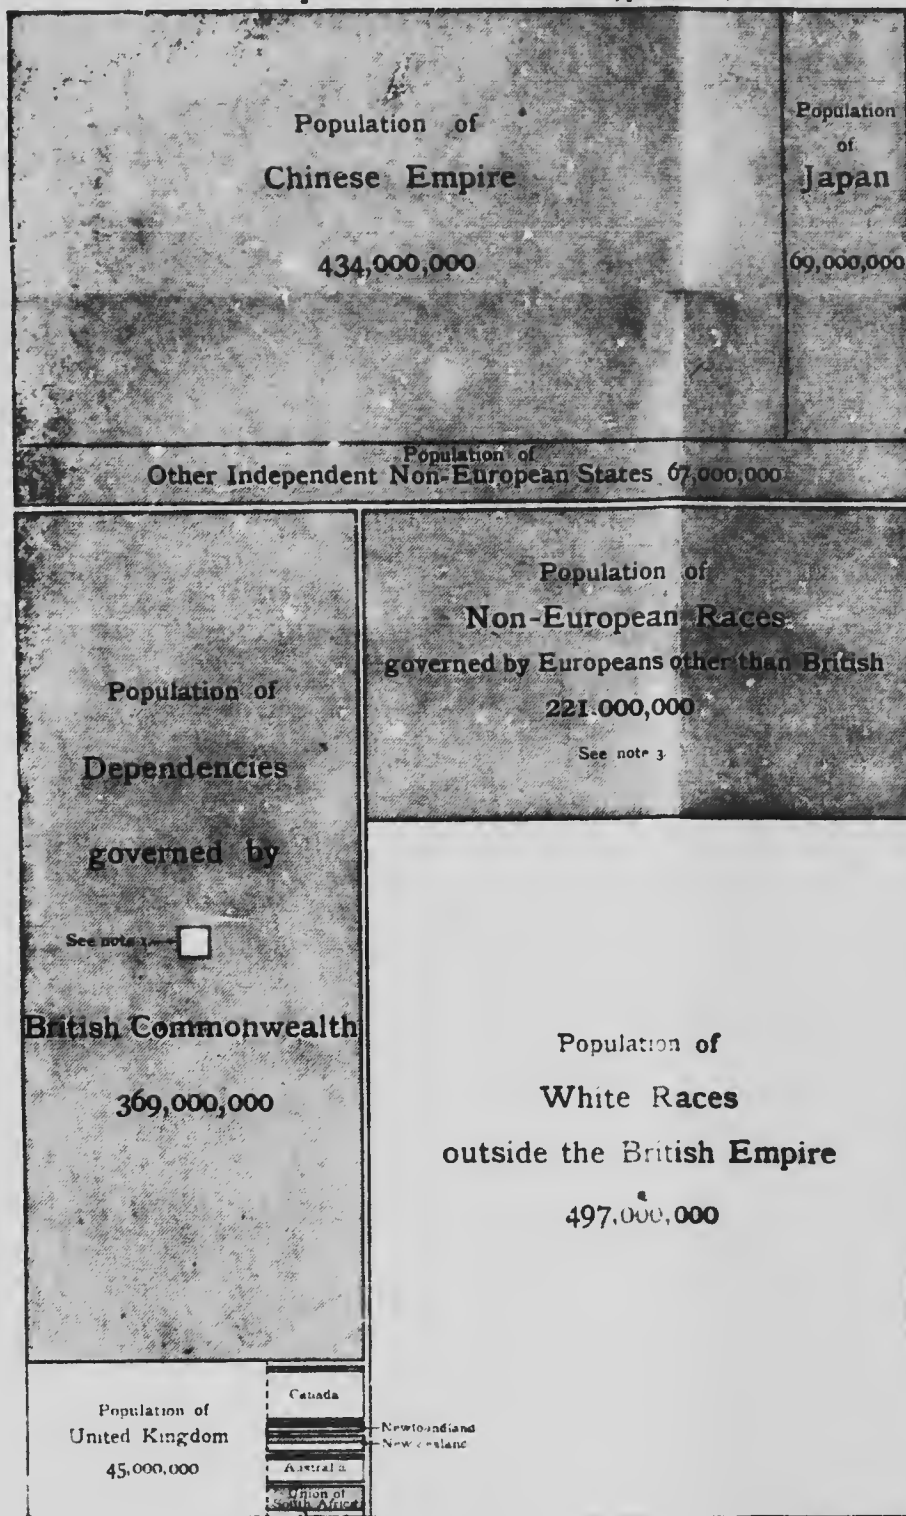 Population of
Chinese Empire
434,000,000
Population
of
Japan
69,000,000
Population of
Other Independent Non-European States 67,000,000
Population of
Dependencies
governed by
See note
British Commonwealth
369,000,000
Population of
Non-European Races
governed by Europeans other than British
221.000,000
See note 3.
Population of
White Races
outside the British Empire
497,000,000
Population of
United Kingdom
45,000,000
Canada
Newfoundland
New Zealand
Australia
Union of
South Africa